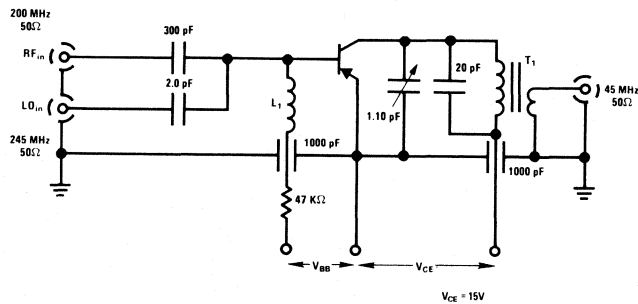 200 MHz
50Ω
RFin
300 pF
2.0 pF
LOin
245 MHz
50Ω
L1
1000 pF
47 KΩ
1.10 pF
20 pF
T1
45 MHz
50Ω
1000 pF
VBB
VCE
VCE = 15V